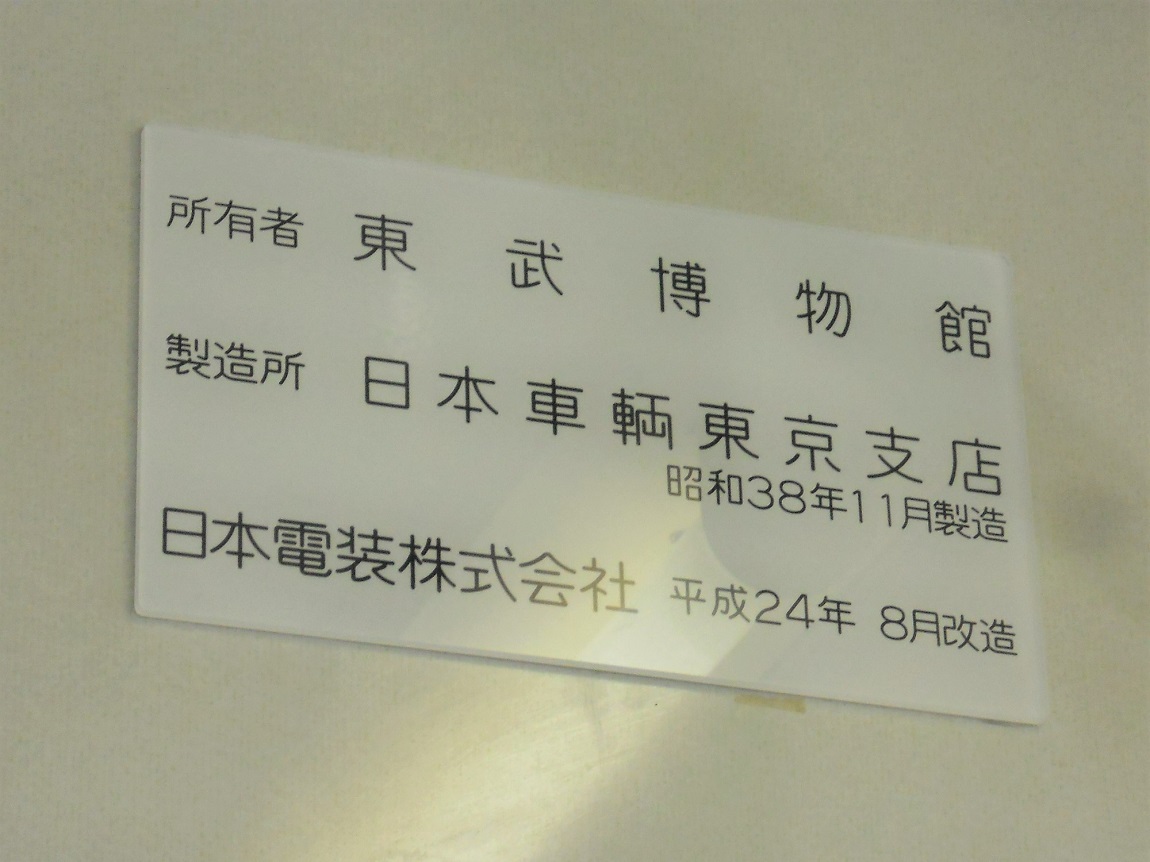 所有者 東武博物館
製造所 日本車輌東京支店
昭和38年11月製造
日本電装株式会社 平成24年 8月改造